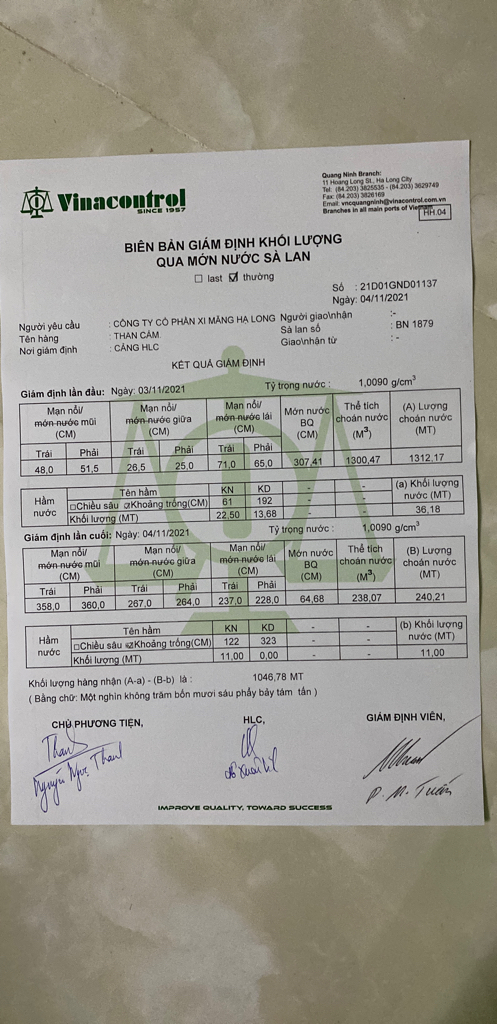 Vinacontrol
SINCE 1957
Quang Ninh Branch:
11 Hoang Long St., Ha Long City
Tel: (84.203) 3825535 - (84.203) 3629749
Fax: (84.203) 3826169
Email: vncquangninh@vinacontrol.com.vn
Branches in all main ports of Vietnam
HH.04
BIÊN BẢN GIÁM ĐỊNH KHỐI LƯỢNG
QUA MỚN NƯỚC SÀ LAN
□ last ☑ thường
Số : 21D01GND01137
Ngày: 04/11/2021
Người yêu cầu : CÔNG TY CỔ PHẦN XI MĂNG HẠ LONG Người giao\nhận :-
Tên hàng : THAN CÁM. Sà lan số : BN 1879
Nơi giám định : CẢNG HLC Giao\nhận từ : -
KẾT QUẢ GIÁM ĐỊNH
Giám định lần đầu: Ngày: 03/11/2021 Tỷ trọng nước : 1,0090 g/cm³
Mạn nổi/ mớn nước mũi (CM) Mạn nổi/ mớn nước giữa (CM) Mạn nổi/ mớn nước lái (CM) Mớn nước BQ (CM) Thể tích choán nước (M³) (A) Lượng choán nước (MT)
Trái Phải Trái Phải Trái Phải
48,0 51,5 26,5 25,0 71,0 65,0 307,41 1300,47 1312,17
Hầm nước Tên hầm KN KD - - (a) Khối lượng nước (MT)
□Chiều sâu ☑Khoảng trống(CM) 61 192 - -
Khối lượng (MT) 22,50 13,68 - - 36,18
Giám định lần cuối: Ngày: 04/11/2021 Tỷ trọng nước : 1,0090 g/cm³
Mạn nổi/ mớn nước mũi (CM) Mạn nổi/ mớn nước giữa (CM) Mạn nổi/ mớn nước lái (CM) Mớn nước BQ (CM) Thể tích choán nước (M³) (B) Lượng choán nước (MT)
Trái Phải Trái Phải Trái Phải
358,0 360,0 267,0 264,0 237,0 228,0 64,68 238,07 240,21
Hầm nước Tên hầm KN KD - - (b) Khối lượng nước (MT)
□Chiều sâu ☑Khoảng trống(CM) 122 323 - -
Khối lượng (MT) 11,00 0,00 - - 11,00
Khối lượng hàng nhận (A-a) - (B-b) là : 1046,78 MT
( Bằng chữ: Một nghìn không trăm bốn mươi sáu phẩy bảy tám tấn )
CHỦ PHƯƠNG TIỆN, HLC, GIÁM ĐỊNH VIÊN,
Thanh
Nguyễn Ngọc Thanh
P. M. Tuấn
IMPROVE QUALITY, TOWARD SUCCESS